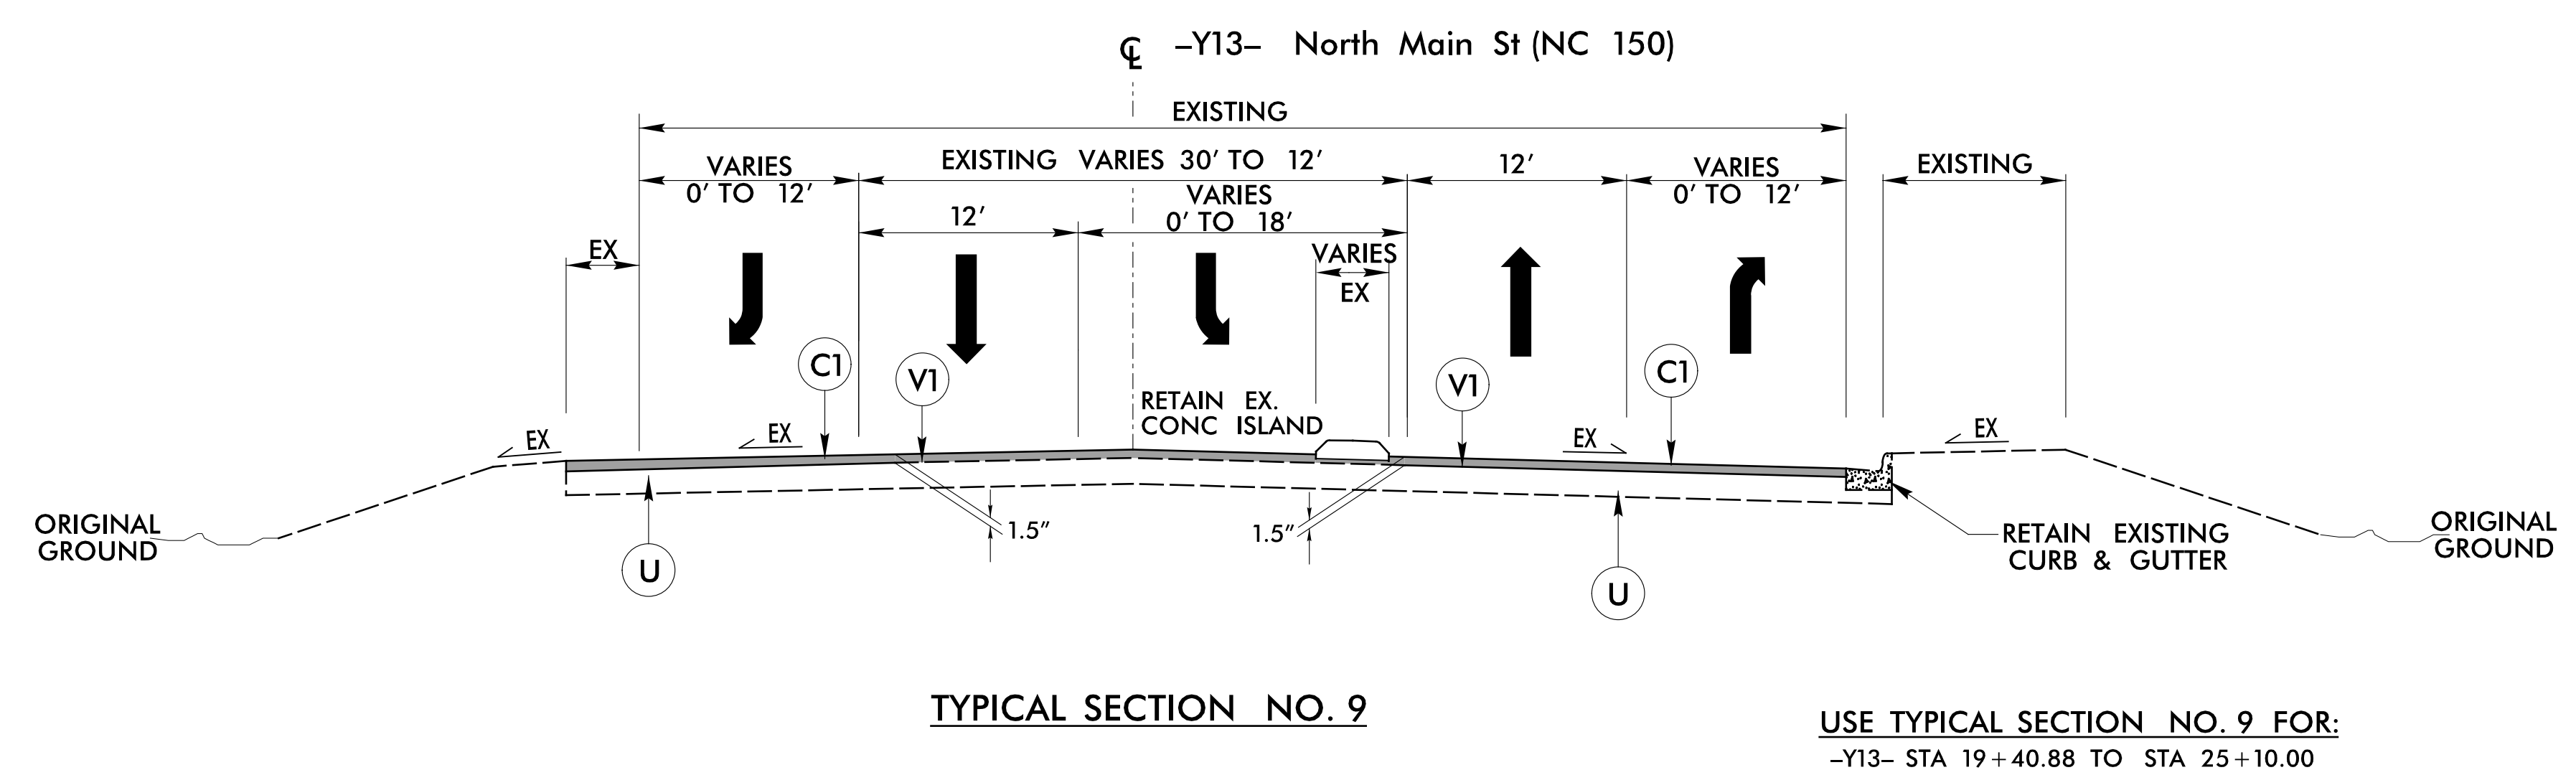 ℄ –Y13– North Main St (NC 150)
EXISTING
VARIES
0' TO 12'
EXISTING VARIES 30' TO 12'
12'
VARIES
0' TO 12'
EXISTING
12'
VARIES
0' TO 18'
EX
VARIES
EX
C1
V1
V1
C1
RETAIN EX.
CONC ISLAND
EX
EX
EX
EX
ORIGINAL
GROUND
1.5"
1.5"
U
U
RETAIN EXISTING
CURB & GUTTER
ORIGINAL
GROUND
TYPICAL SECTION NO. 9
USE TYPICAL SECTION NO. 9 FOR:
–Y13– STA 19+40.88 TO STA 25+10.00